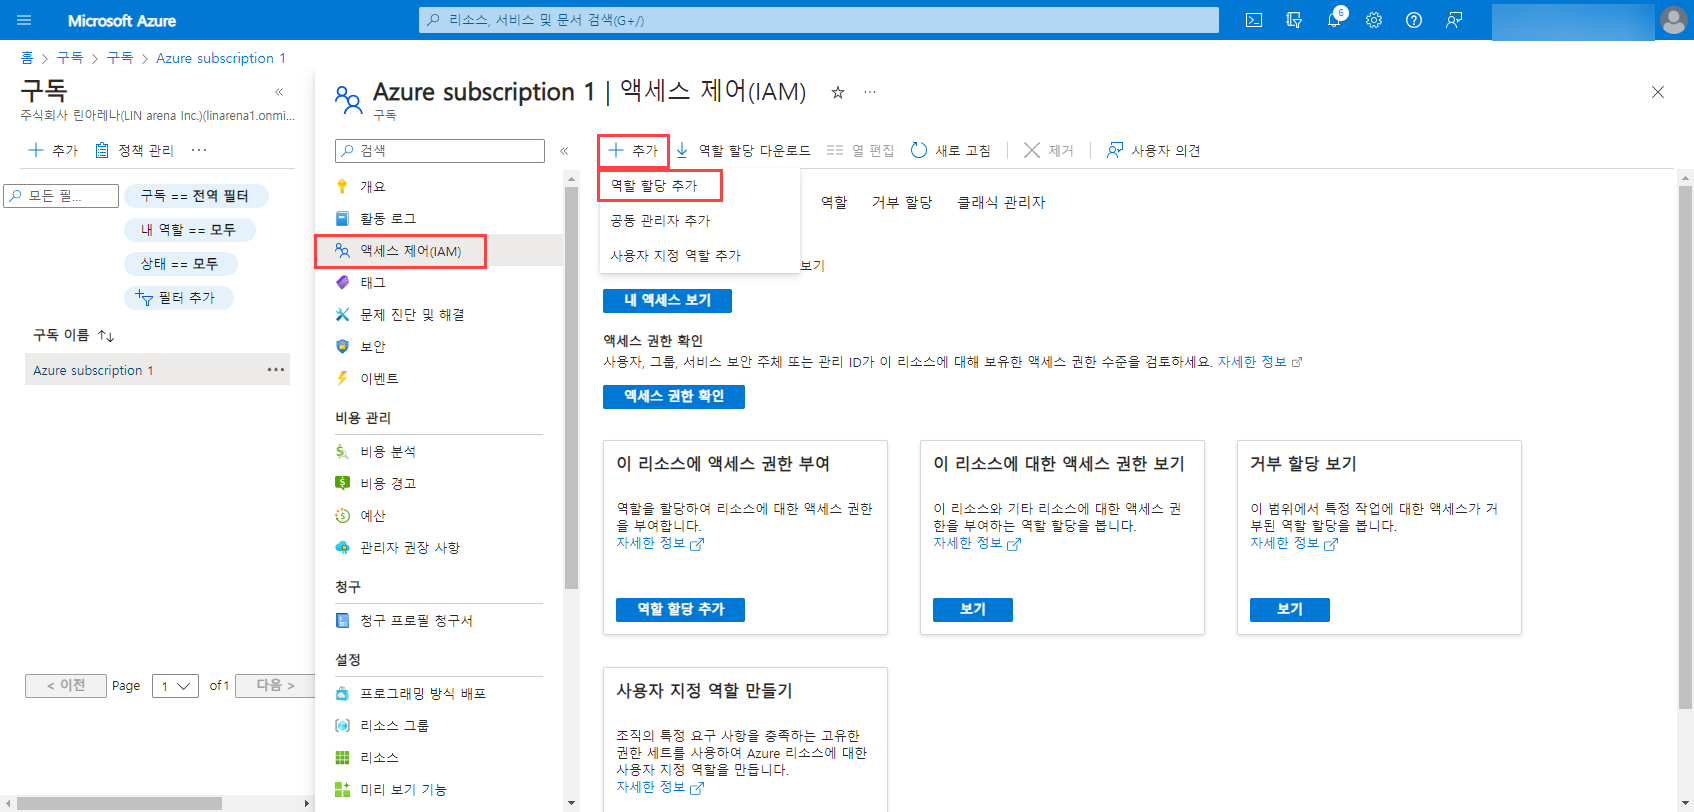 Microsoft Azure
리소스, 서비스 및 문서 검색(G+/)
6
홈 > 구독 > 구독 > Azure subscription 1
구독
주식회사 린아레나(LIN arena Inc.)(linarena1.onmi...
추가
정책 관리
모든 필...
구독 == 전역 필터
내 역할 == 모두
상태 == 모두
필터 추가
구독 이름
Azure subscription 1
< 이전
Page
1
of 1
다음 >
Azure subscription 1 | 액세스 제어(IAM)
구독
검색
개요
활동 로그
액세스 제어(IAM)
태그
문제 진단 및 해결
보안
이벤트
비용 관리
비용 분석
비용 경고
예산
관리자 권장 사항
청구
청구 프로필 청구서
설정
프로그래밍 방식 배포
리소스 그룹
리소스
미리 보기 기능
추가
역할 할당 다운로드
열 편집
새로 고침
제거
사용자 의견
역할 할당 추가
공동 관리자 추가
사용자 지정 역할 추가
역할
거부 할당
클래식 관리자
보기
내 액세스 보기
액세스 권한 확인
사용자, 그룹, 서비스 보안 주체 또는 관리 ID가 이 리소스에 대해 보유한 액세스 권한 수준을 검토하세요. 자세한 정보
액세스 권한 확인
이 리소스에 액세스 권한 부여
역할을 할당하여 리소스에 대한 액세스 권한
을 부여합니다.
자세한 정보
역할 할당 추가
이 리소스에 대한 액세스 권한 보기
이 리소스와 기타 리소스에 대한 액세스 권
한을 부여하는 역할 할당을 봅니다.
자세한 정보
보기
거부 할당 보기
이 범위에서 특정 작업에 대한 액세스가 거
부된 역할 할당을 봅니다.
자세한 정보
보기
사용자 지정 역할 만들기
조직의 특정 요구 사항을 충족하는 고유한
권한 세트를 사용하여 Azure 리소스에 대한
사용자 지정 역할을 만듭니다.
자세한 정보